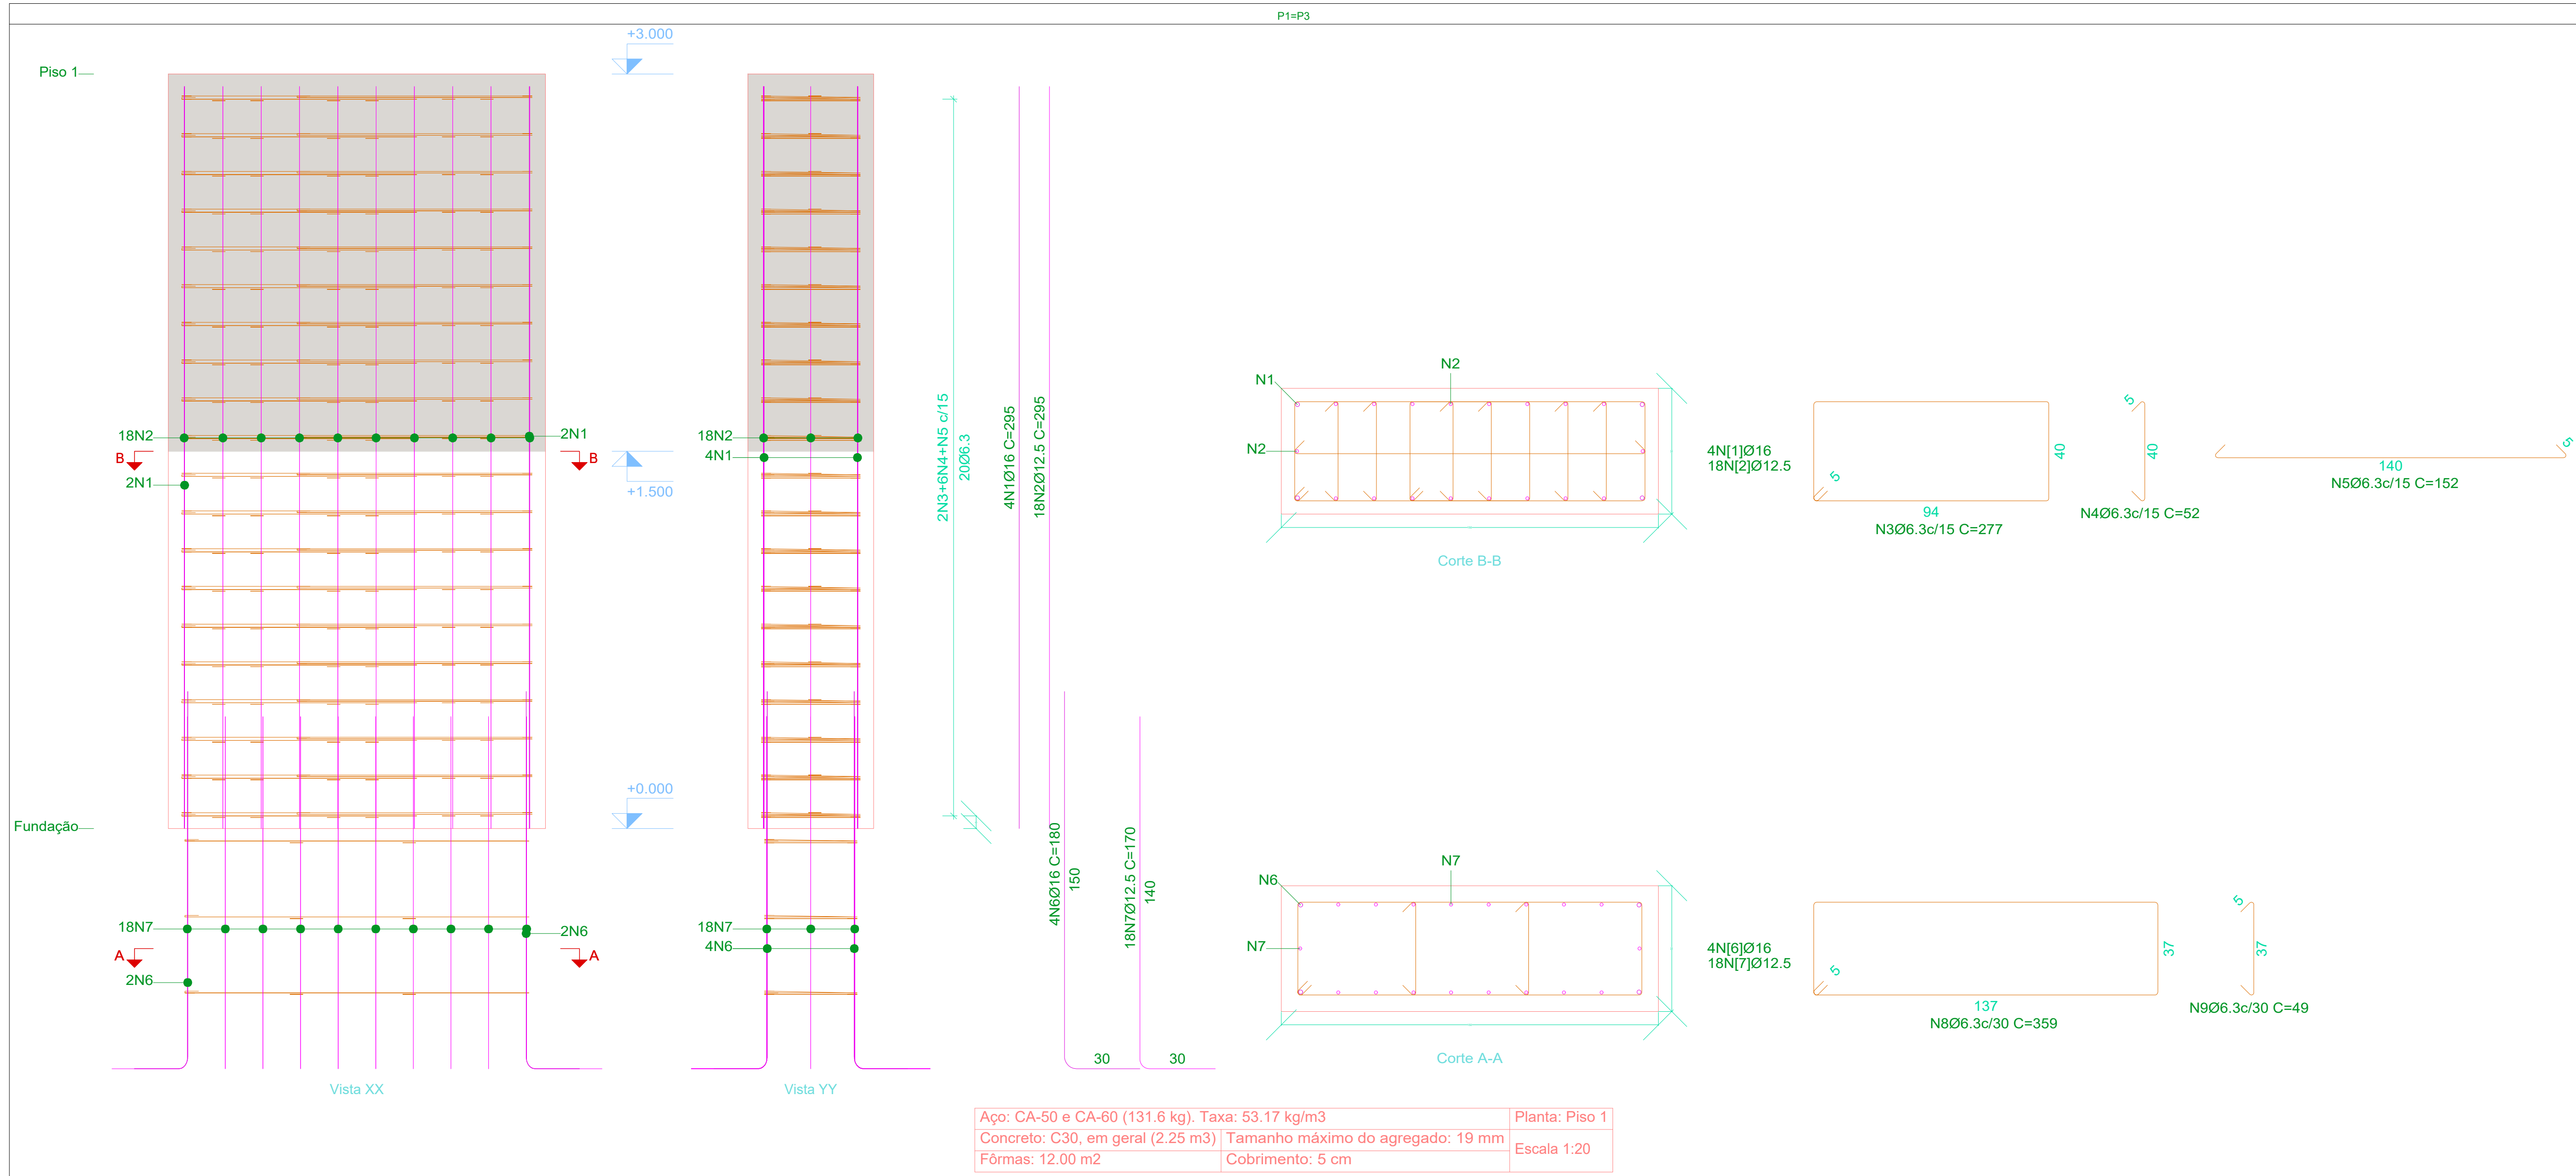 P1=P3
+3.000
Piso 1
18N2
2N1
B
B
2N1
+1.500
+0.000
Fundação
18N7
2N6
A
A
2N6
Vista XX
18N2
4N1
18N7
4N6
Vista YY
2N3+6N4+N5 c/15
20Ø6.3
4N1Ø16 C=295
18N2Ø12.5 C=295
4N6Ø16 C=180
150
30
18N7Ø12.5 C=170
140
30
N1
N2
N2
4N[1]Ø16
18N[2]Ø12.5
Corte B-B
5
94
40
N3Ø6.3c/15 C=277
5
40
N4Ø6.3c/15 C=52
5
140
N5Ø6.3c/15 C=152
N6
N7
N7
4N[6]Ø16
18N[7]Ø12.5
Corte A-A
5
137
37
N8Ø6.3c/30 C=359
5
37
N9Ø6.3c/30 C=49
Aço: CA-50 e CA-60 (131.6 kg). Taxa: 53.17 kg/m3
Planta: Piso 1
Concreto: C30, em geral (2.25 m3)
Tamanho máximo do agregado: 19 mm
Escala 1:20
Fôrmas: 12.00 m2
Cobrimento: 5 cm